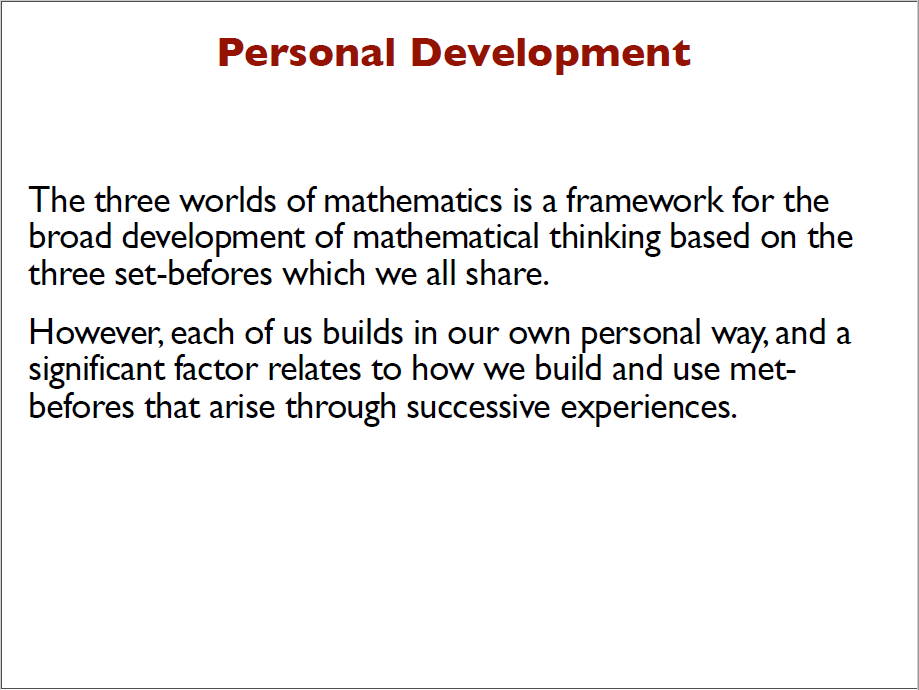 Personal Development
The three worlds of mathematics is a framework for the
broad development of mathematical thinking based on the
three set-befores which we all share.
However, each of us builds in our own personal way, and a
significant factor relates to how we build and use met-
befores that arise through successive experiences.